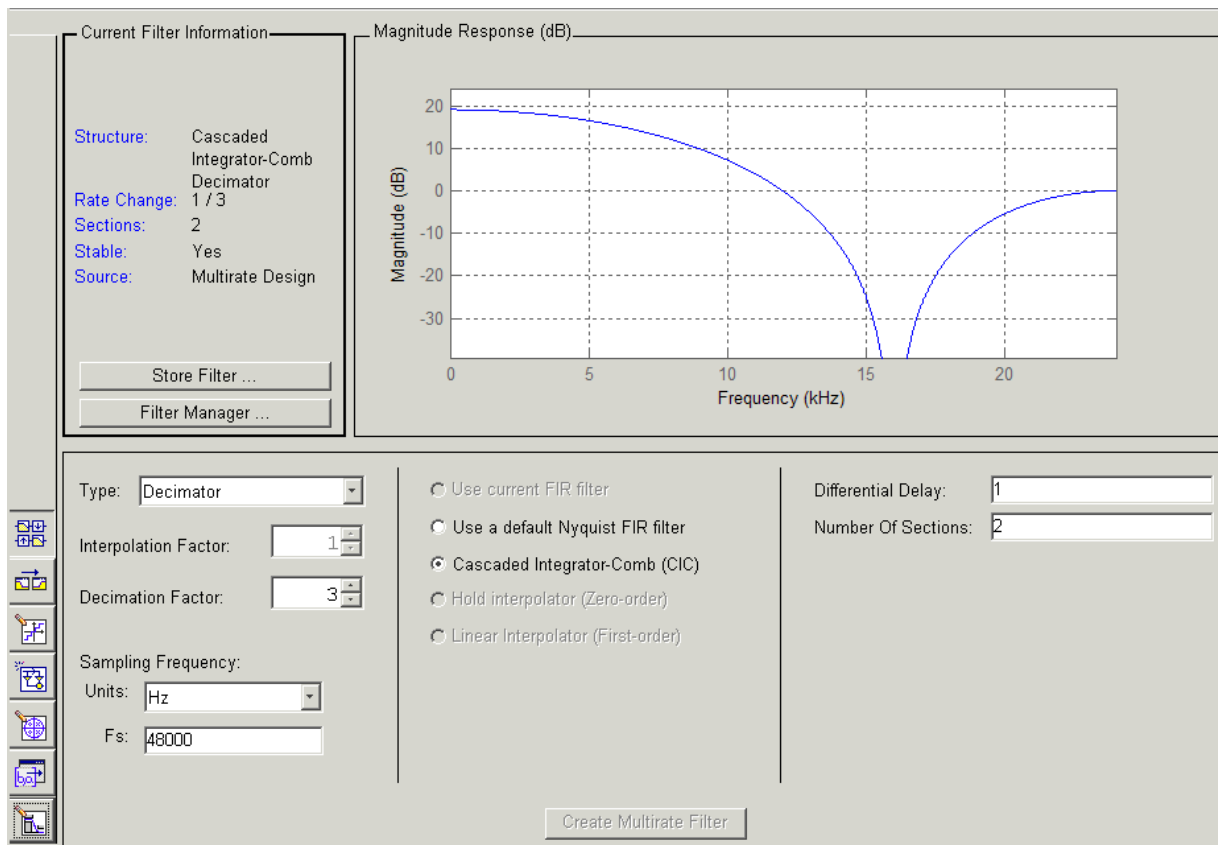 Current Filter Information
Structure: Cascaded
Integrator-Comb
Decimator
Rate Change: 1 / 3
Sections: 2
Stable: Yes
Source: Multirate Design
Store Filter ...
Filter Manager ...
Magnitude Response (dB)
Magnitude (dB)
20
10
0
-10
-20
-30
0 5 10 15 20
Frequency (kHz)
Type: Decimator
Interpolation Factor: 1
Decimation Factor: 3
Sampling Frequency:
Units: Hz
Fs: 48000
Use current FIR filter
Use a default Nyquist FIR filter
Cascaded Integrator-Comb (CIC)
Hold interpolator (Zero-order)
Linear Interpolator (First-order)
Differential Delay: 1
Number Of Sections: 2
Create Multirate Filter